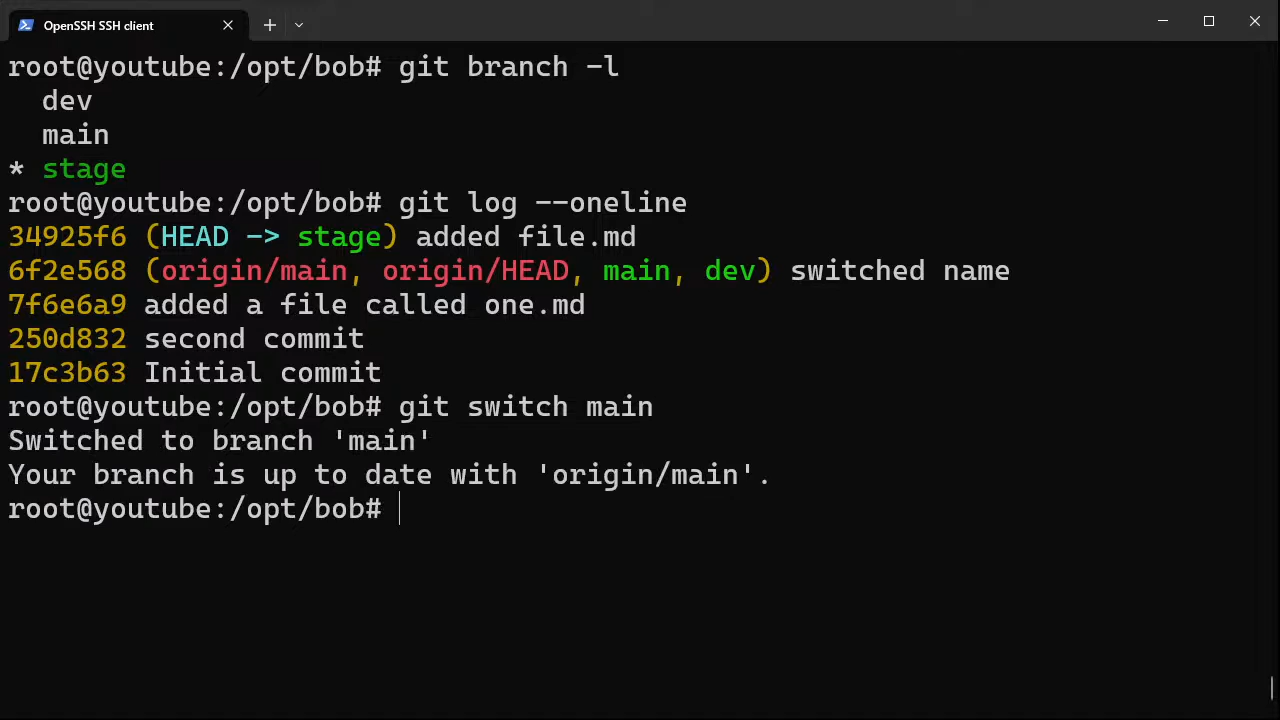 OpenSSH SSH client
root@youtube:/opt/bob# git branch -l
dev
main
* stage
root@youtube:/opt/bob# git log --oneline
34925f6 (HEAD -> stage) added file.md
6f2e568 (origin/main, origin/HEAD, main, dev) switched name
7f6e6a9 added a file called one.md
250d832 second commit
17c3b63 Initial commit
root@youtube:/opt/bob# git switch main
Switched to branch 'main'
Your branch is up to date with 'origin/main'.
root@youtube:/opt/bob#